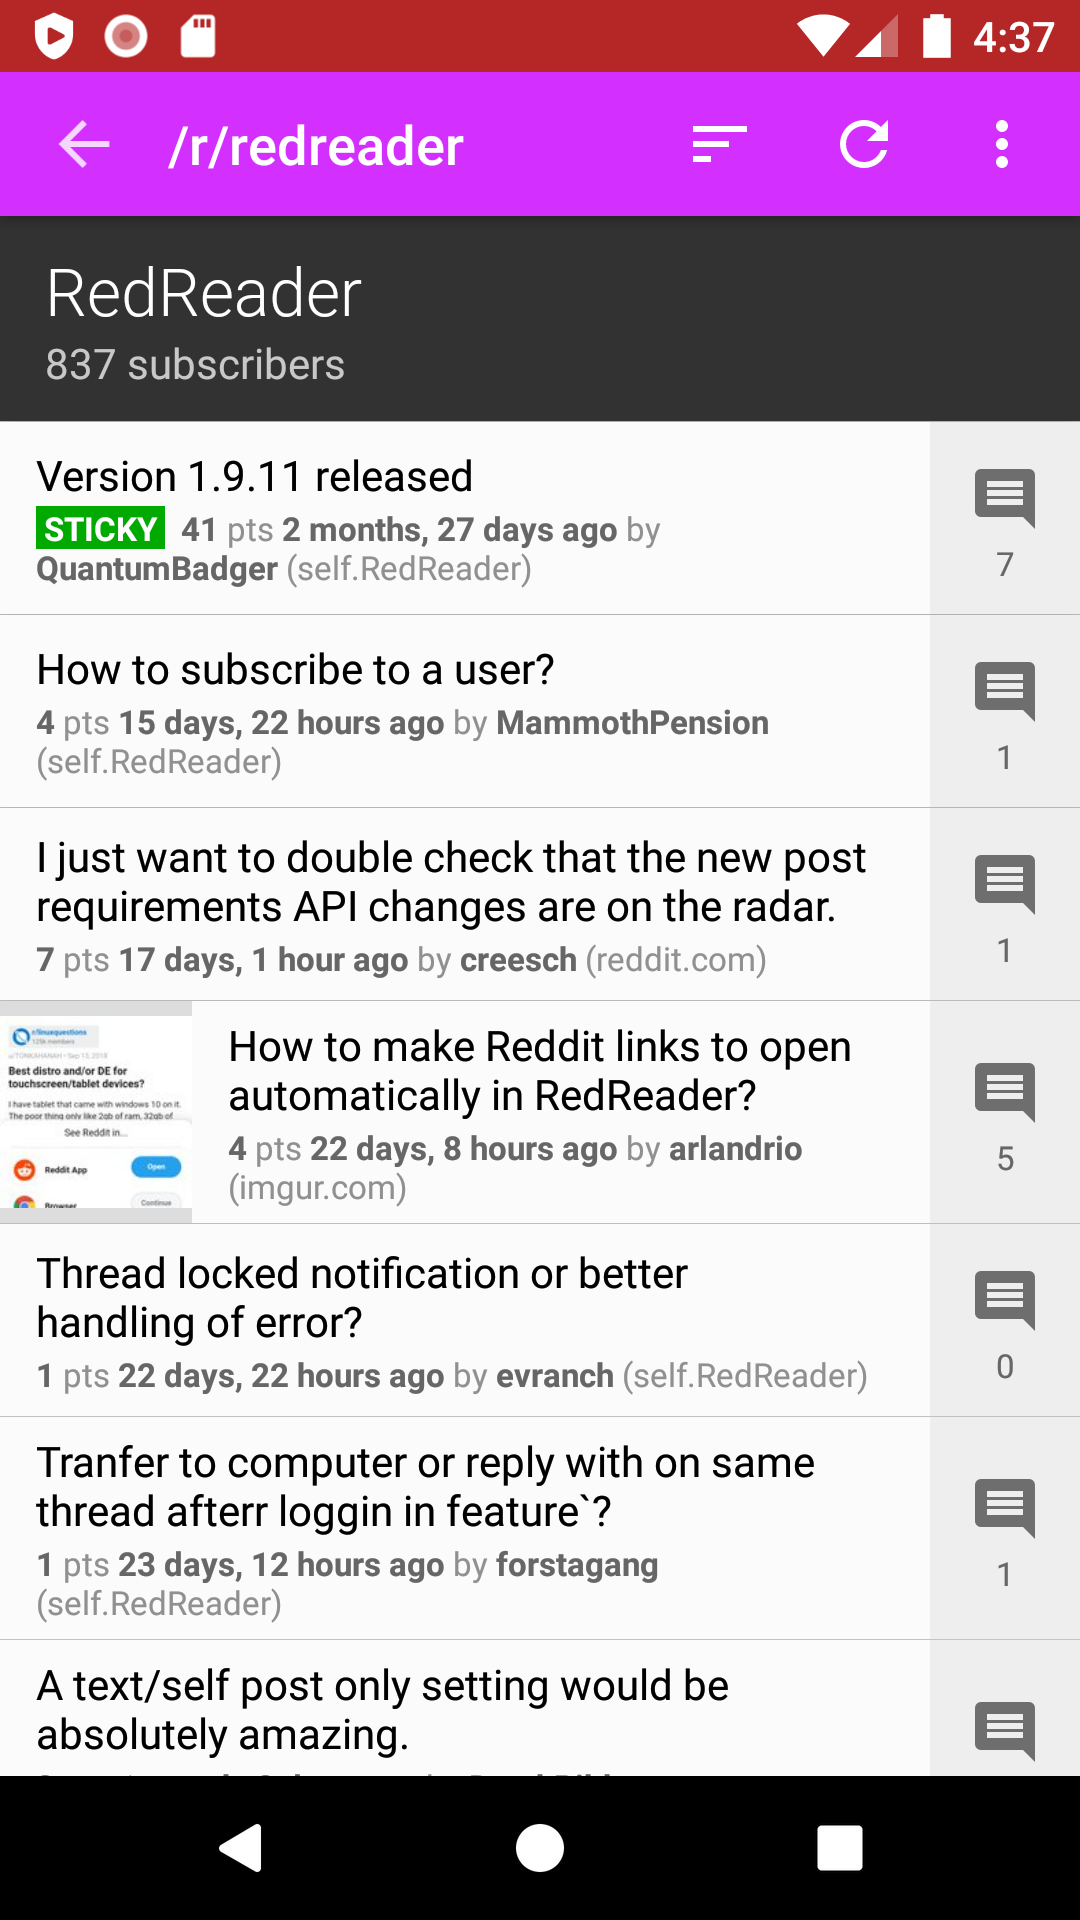 4:37
/r/redreader
RedReader
837 subscribers
Version 1.9.11 released
STICKY 41 pts 2 months, 27 days ago by
QuantumBadger (self.RedReader)
7
How to subscribe to a user?
4 pts 15 days, 22 hours ago by MammothPension
(self.RedReader)
1
I just want to double check that the new post
requirements API changes are on the radar.
7 pts 17 days, 1 hour ago by creesch (reddit.com)
1
r/linuxquestions
Best distro and/or DE for
touchscreen/tablet devices?
I have tablet that came with windows 10 on it.
The poor thing only like 2gb of ram, 32gb of
See Reddit in...
Reddit App
Open
Browser
Continue
How to make Reddit links to open
automatically in RedReader?
4 pts 22 days, 8 hours ago by arlandrio
(imgur.com)
5
Thread locked notification or better
handling of error?
1 pts 22 days, 22 hours ago by evranch (self.RedReader)
0
Tranfer to computer or reply with on same
thread afterr loggin in feature`?
1 pts 23 days, 12 hours ago by forstagang
(self.RedReader)
1
A text/self post only setting would be
absolutely amazing.